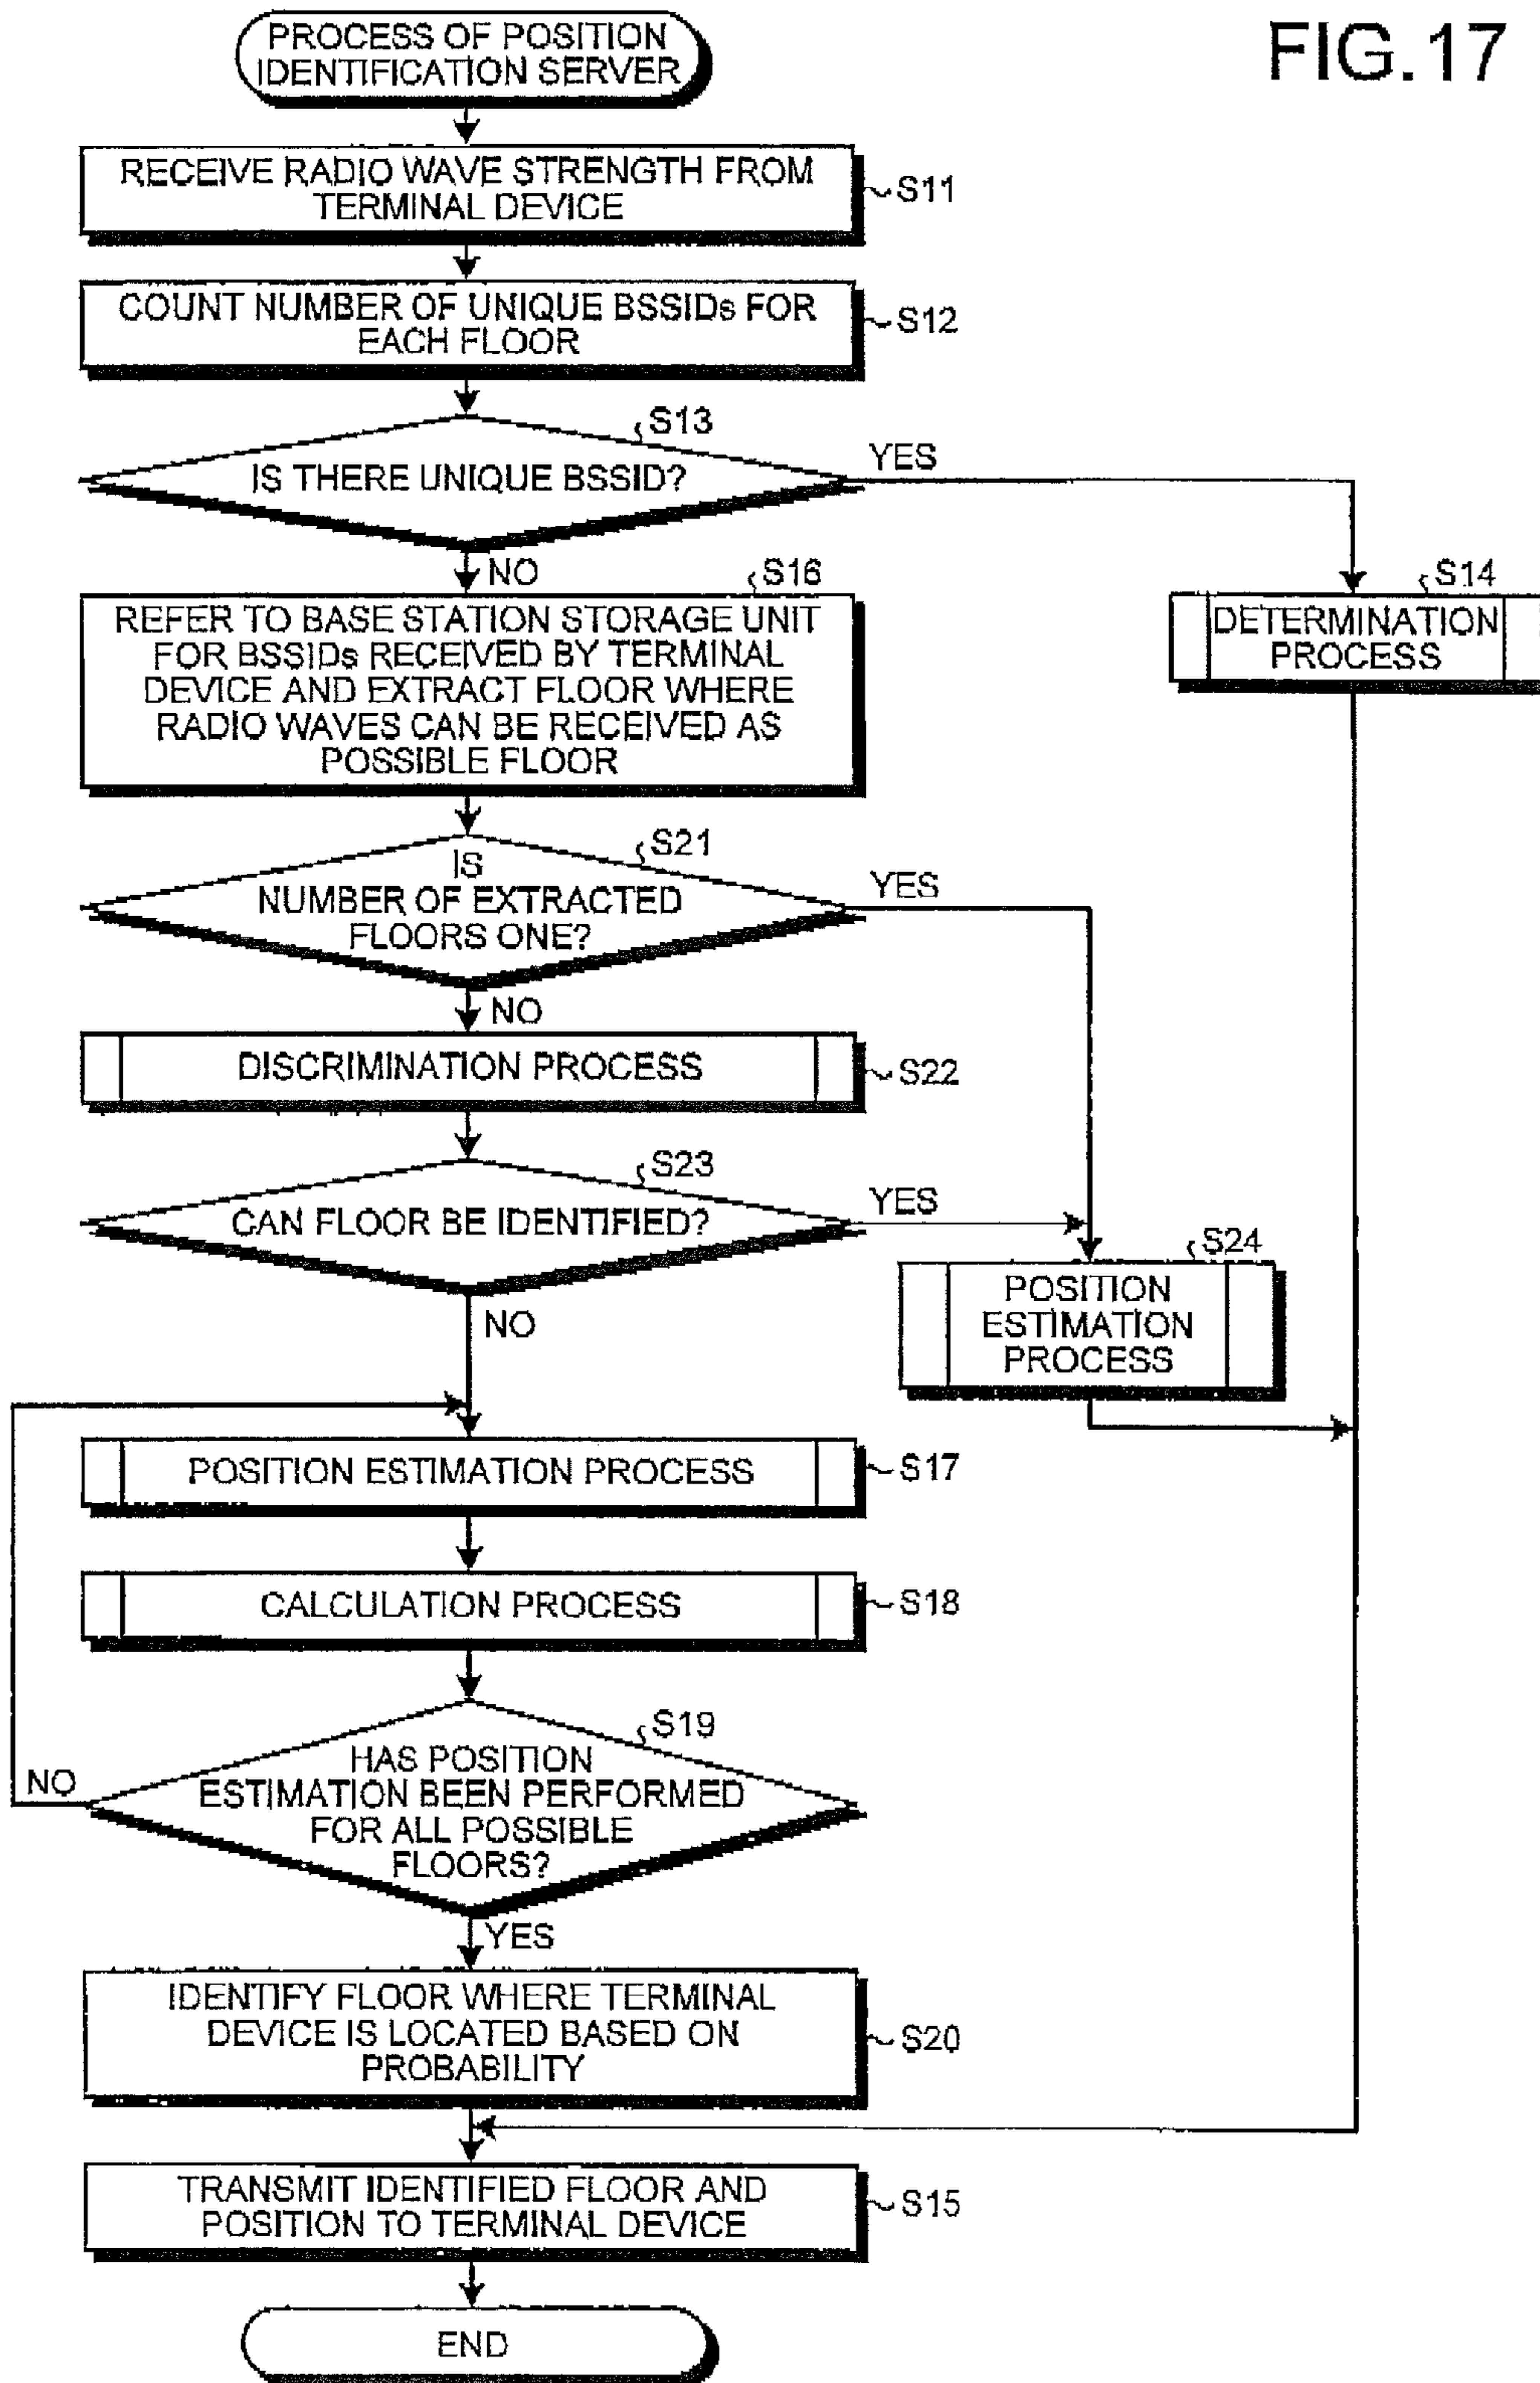 FIG.17
PROCESS OF POSITION
IDENTIFICATION SERVER
RECEIVE RADIO WAVE STRENGTH FROM
TERMINAL DEVICE
S11
COUNT NUMBER OF UNIQUE BSSIDs FOR
EACH FLOOR
S12
S13
IS THERE UNIQUE BSSID?
YES
NO
S16
REFER TO BASE STATION STORAGE UNIT
FOR BSSIDs RECEIVED BY TERMINAL
DEVICE AND EXTRACT FLOOR WHERE
RADIO WAVES CAN BE RECEIVED AS
POSSIBLE FLOOR
S14
DETERMINATION
PROCESS
S21
IS
NUMBER OF EXTRACTED
FLOORS ONE?
YES
NO
DISCRIMINATION PROCESS
S22
S23
CAN FLOOR BE IDENTIFIED?
YES
NO
S24
POSITION
ESTIMATION
PROCESS
POSITION ESTIMATION PROCESS
S17
CALCULATION PROCESS
S18
S19
HAS POSITION
ESTIMATION BEEN PERFORMED
FOR ALL POSSIBLE
FLOORS?
NO
YES
IDENTIFY FLOOR WHERE TERMINAL
DEVICE IS LOCATED BASED ON
PROBABILITY
S20
TRANSMIT IDENTIFIED FLOOR AND
POSITION TO TERMINAL DEVICE
S15
END